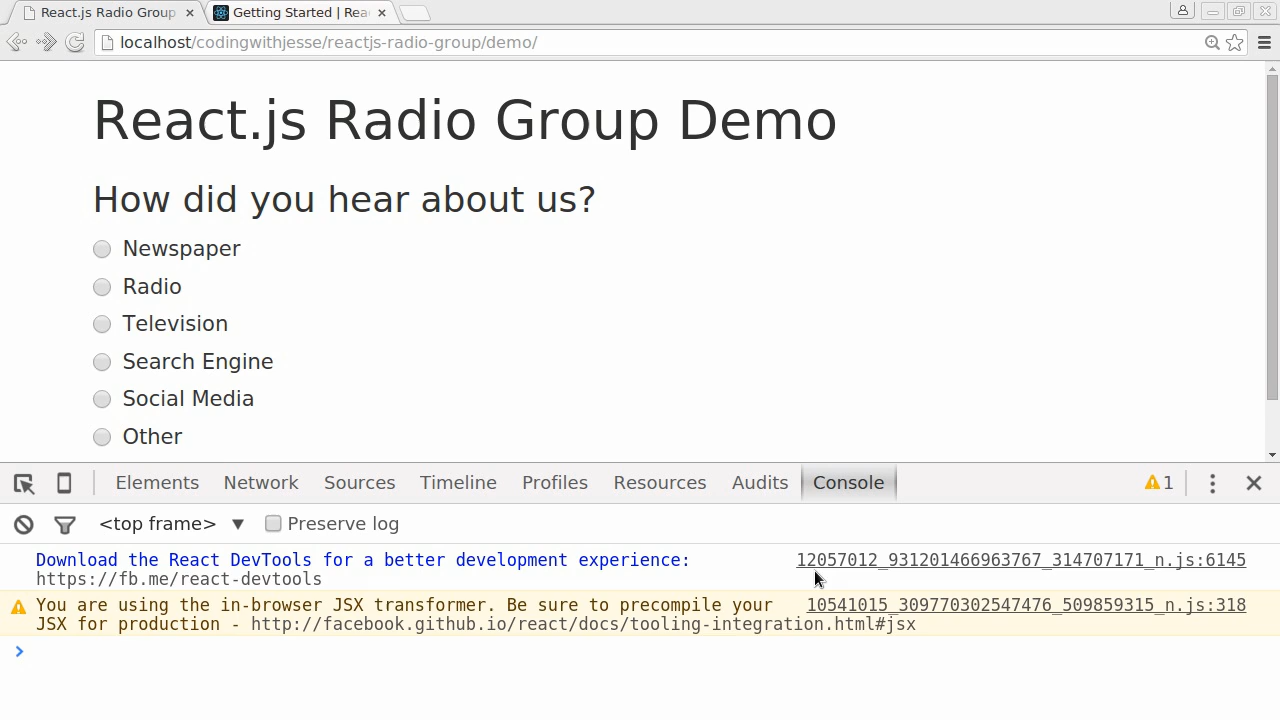 React.js Radio Group
Getting Started | Rea
localhost/codingwithjesse/reactjs-radio-group/demo/
React.js Radio Group Demo
How did you hear about us?
Newspaper
Radio
Television
Search Engine
Social Media
Other
Elements Network Sources Timeline Profiles Resources Audits Console 1
<top frame> Preserve log
Download the React DevTools for a better development experience: 12057012_931201466963767_314707171_n.js:6145
https://fb.me/react-devtools
You are using the in-browser JSX transformer. Be sure to precompile your 10541015_309770302547476_509859315_n.js:318
JSX for production - http://facebook.github.io/react/docs/tooling-integration.html#jsx